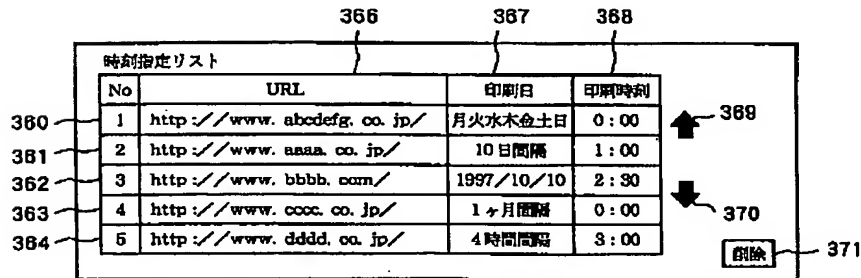 366 367 368
時刻指定リスト
No URL 印刷日 印刷時刻
360 1 http://www. abcdefg. co. jp/ 月火水木金土日 0:00 369
361 2 http://www. aaaa. co. jp/ 10日間隔 1:00
362 3 http://www. bbbb. com/ 1997/10/10 2:30
363 4 http://www. cccc. co. jp/ 1ヶ月間隔 0:00 370
364 5 http://www. dddd. co. jp/ 4時間間隔 3:00
削除 371